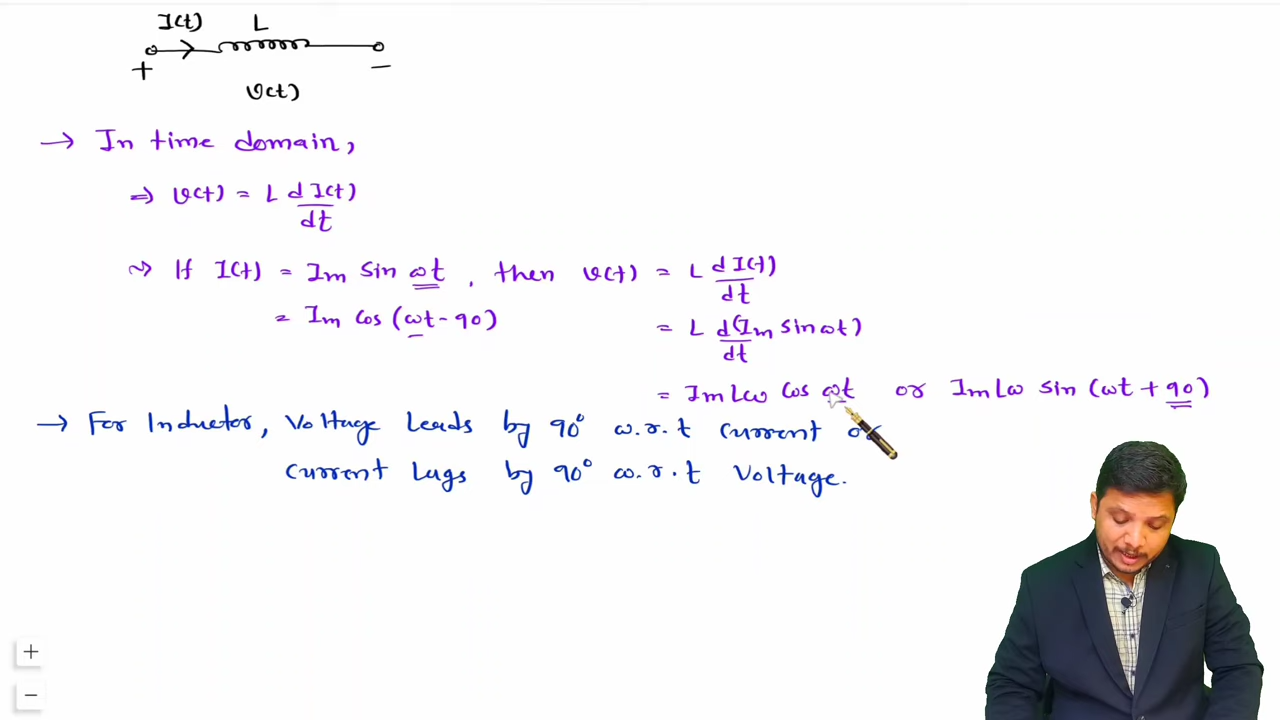 I(t) L
+ −
v(t)
→ In time domain,
⇒ v(t) = L dI(t)/dt
~> If I(t) = Im sin ωt, then v(t) = L dI(t)/dt
= Im cos (ωt - 90)
= L d(Im sin ωt)/dt
= Im Lω cos ωt or Im Lω sin (ωt + 90)
→ For Inductor, Voltage Leads by 90° w.r.t current or
current Lags by 90° w.r.t Voltage.
+
−